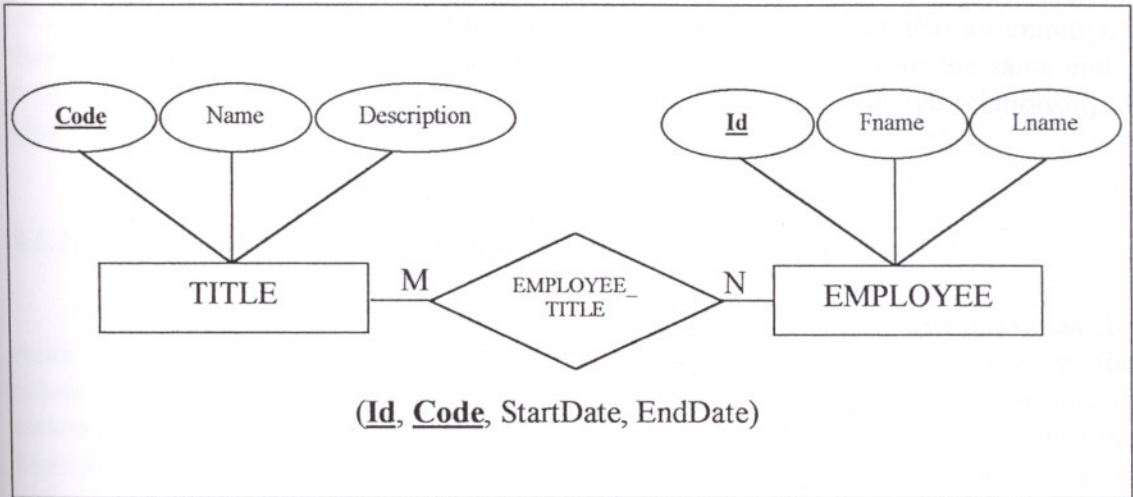 Code Name Description
Id Fname Lname
TITLE M EMPLOYEE_
TITLE N EMPLOYEE
(Id, Code, StartDate, EndDate)